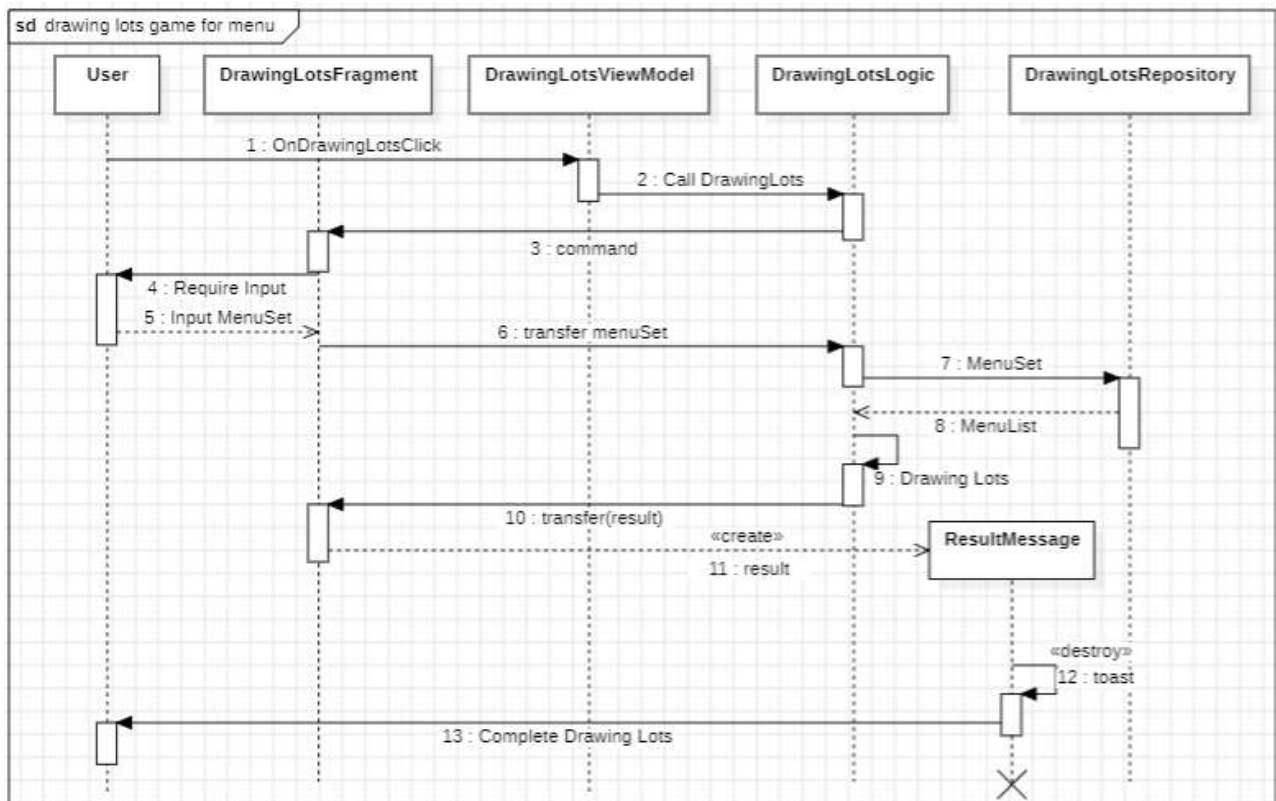 sd drawing lots game for menu
User
DrawingLotsFragment
DrawingLotsViewModel
DrawingLotsLogic
DrawingLotsRepository
1 : OnDrawingLotsClick
2 : Call DrawingLots
3 : command
4 : Require Input
5 : Input MenuSet
6 : transfer menuSet
7 : MenuSet
8 : MenuList
9 : Drawing Lots
10 : transfer(result)
«create»
11 : result
ResultMessage
«destroy»
12 : toast
13 : Complete Drawing Lots